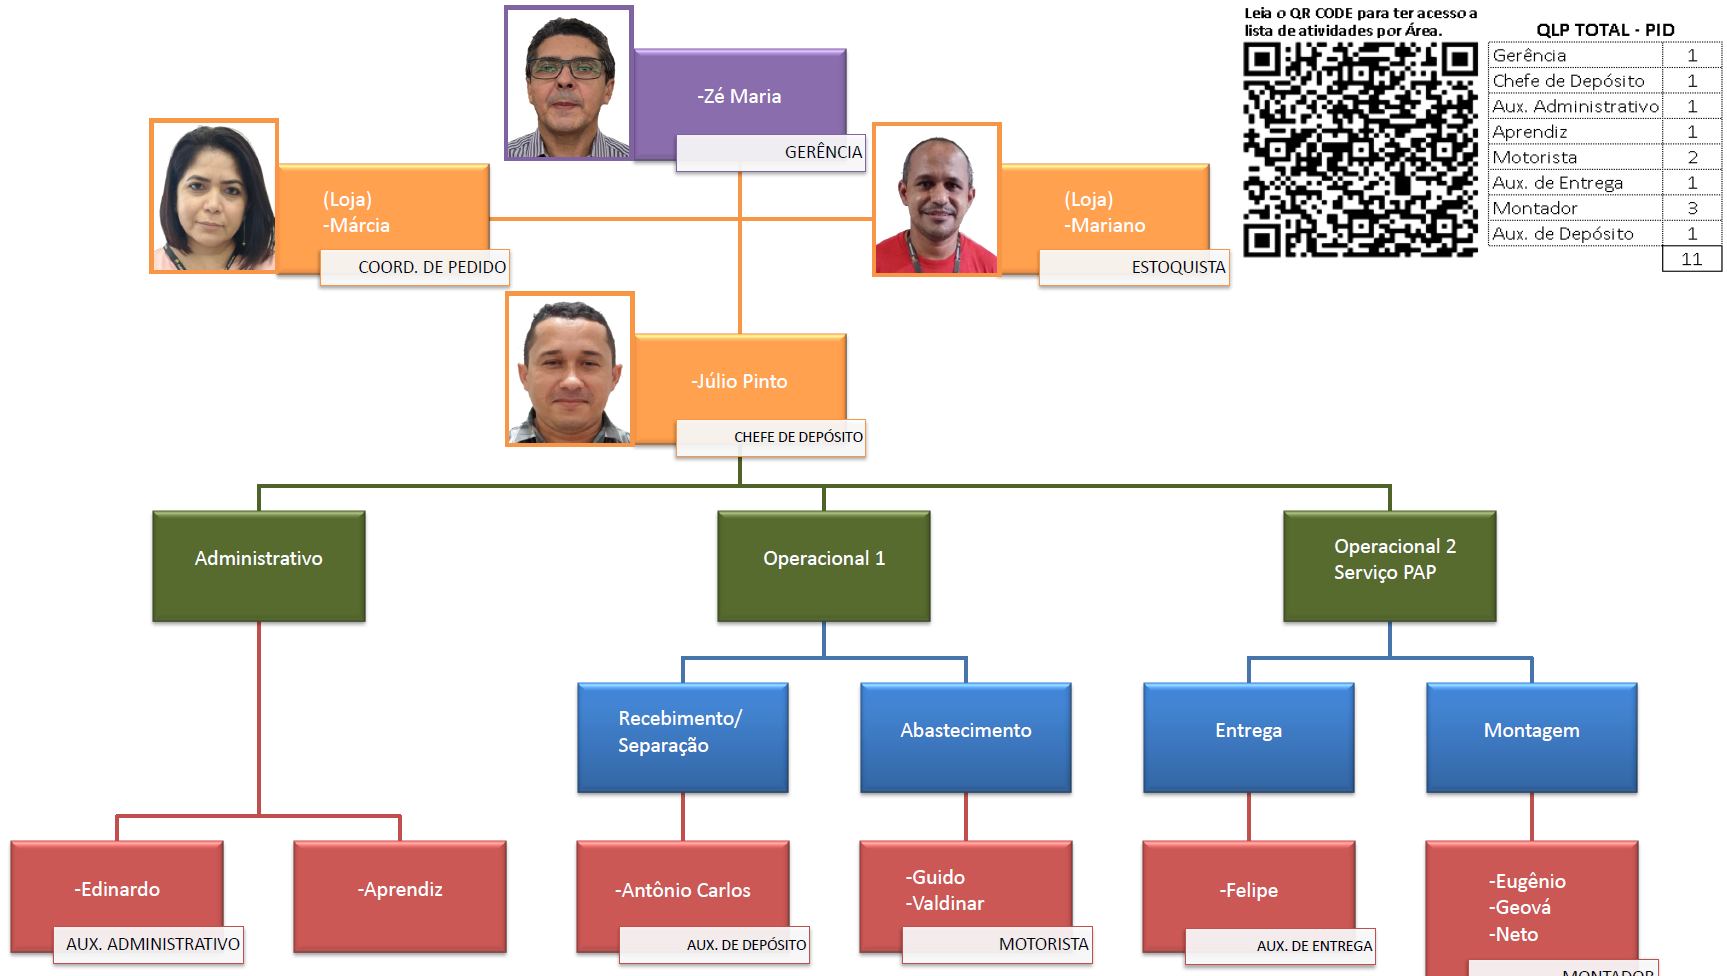 Leia o QR CODE para ter acesso a
lista de atividades por Área.
QLP TOTAL - PID
Gerência 1
Chefe de Depósito 1
Aux. Administrativo 1
Aprendiz 1
Motorista 2
Aux. de Entrega 1
Montador 3
Aux. de Depósito 1
11
-Zé Maria
GERÊNCIA
(Loja)
-Márcia
COORD. DE PEDIDO
(Loja)
-Mariano
ESTOQUISTA
-Júlio Pinto
CHEFE DE DEPÓSITO
Administrativo
Operacional 1
Operacional 2
Serviço PAP
Recebimento/
Separação
Abastecimento
Entrega
Montagem
-Edinardo
AUX. ADMINISTRATIVO
-Aprendiz
-Antônio Carlos
AUX. DE DEPÓSITO
-Guido
-Valdinar
MOTORISTA
-Felipe
AUX. DE ENTREGA
-Eugênio
-Geová
-Neto
MONTADOR